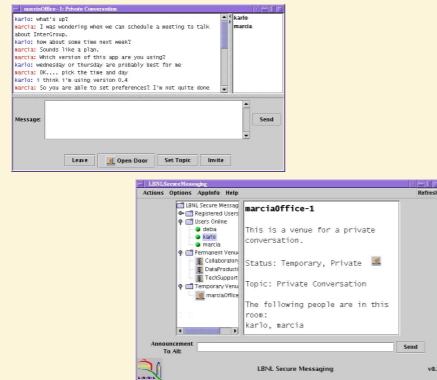 marciaOffice-1: Private Conversation
karlo: what's up?
marcia: I was wondering when we can schedule a meeting to talk
about InterGroup.
karlo: how about some time next week?
marcia: Sounds like a plan.
marcia: Which version of this app are you using?
karlo: wednesday or thursday are probably best for me
marcia: OK.... pick the time and day
karlo: i think i'm using version 0.4
marcia: So you are able to set preferences? I'm not quite done
karlo
marcia
Message:
Send
Leave
Open Door
Set Topic
Invite
LBNLSecureMessaging
Actions Options AppInfo Help
Refresh
LBNL Secure Messag
Registered Users
Users Online
deba
karlo
marcia
Permanent Venu
Collaboratory
DataProducti
TechSupport
Temporary Venu
marciaOffice
marciaOffice-1
This is a venue for a private
conversation.
Status: Temporary, Private
Topic: Private Conversation
The following people are in this
room:
karlo, marcia
Announcement
To All:
Send
LBNL Secure Messaging